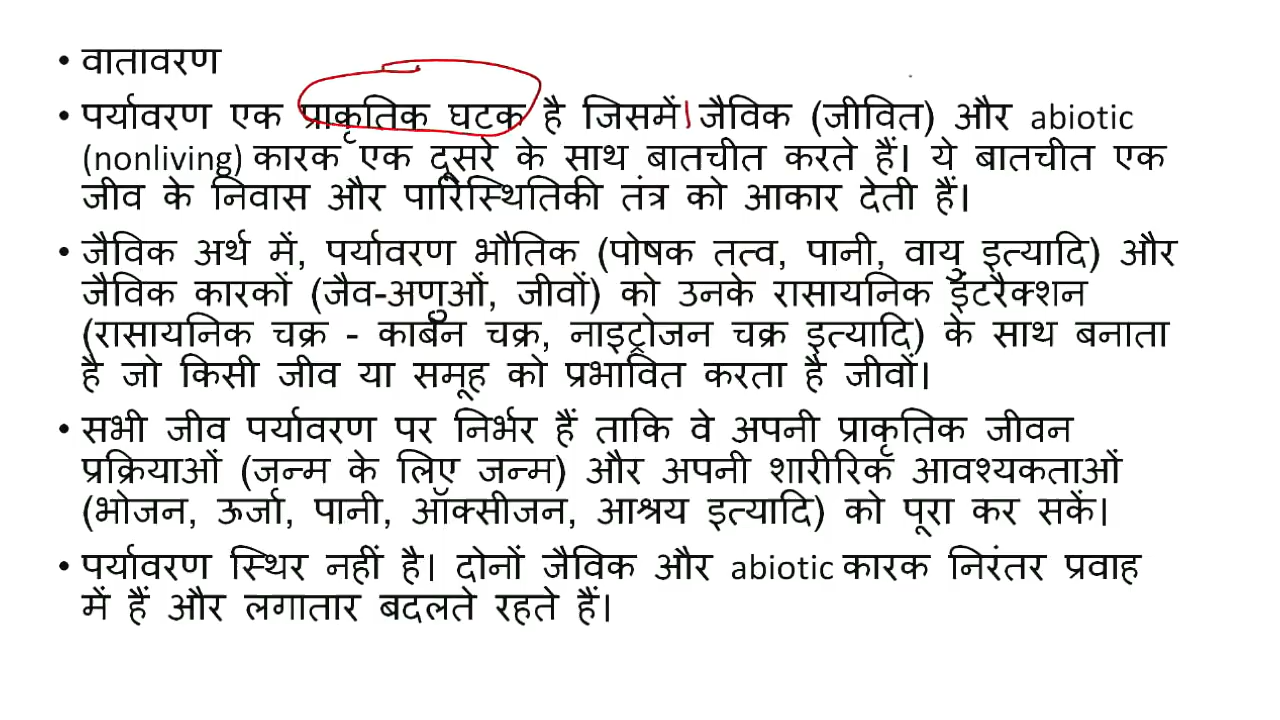 • वातावरण
• पर्यावरण एक प्राकृतिक घटक है जिसमें जैविक (जीवित) और abiotic
(nonliving) कारक एक दूसरे के साथ बातचीत करते हैं। ये बातचीत एक
जीव के निवास और पारिस्थितिकी तंत्र को आकार देती हैं।
• जैविक अर्थ में, पर्यावरण भौतिक (पोषक तत्व, पानी, वायु इत्यादि) और
जैविक कारकों (जैव-अणुओं, जीवों) को उनके रासायनिक इंटरैक्शन
(रासायनिक चक्र - कार्बन चक्र, नाइट्रोजन चक्र इत्यादि) के साथ बनाता
है जो किसी जीव या समूह को प्रभावित करता है जीवों।
• सभी जीव पर्यावरण पर निर्भर हैं ताकि वे अपनी प्राकृतिक जीवन
प्रक्रियाओं (जन्म के लिए जन्म) और अपनी शारीरिक आवश्यकताओं
(भोजन, ऊर्जा, पानी, ऑक्सीजन, आश्रय इत्यादि) को पूरा कर सकें।
• पर्यावरण स्थिर नहीं है। दोनों जैविक और abiotic कारक निरंतर प्रवाह
में हैं और लगातार बदलते रहते हैं।